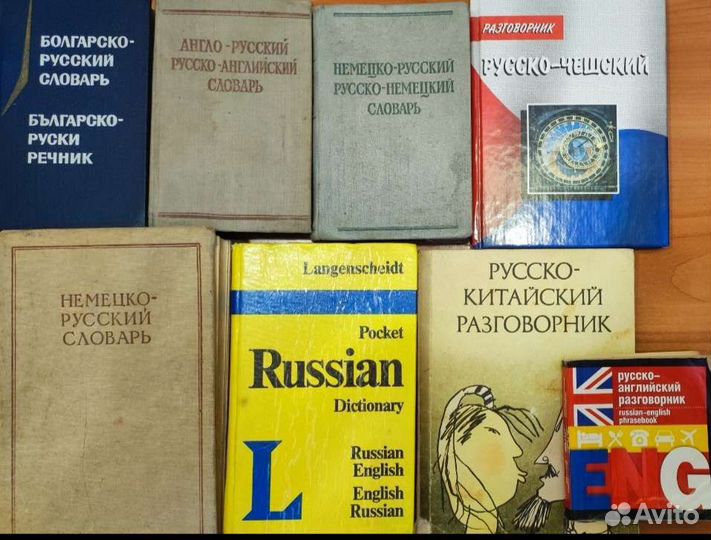 БОЛГАРСКО-
РУССКИЙ
СЛОВАРЬ
БЪЛГАРСКО-
РУСКИ
РЕЧНИК
АНГЛО-РУССКИЙ
РУССКО-АНГЛИЙСКИЙ
СЛОВАРЬ
НЕМЕЦКО-РУССКИЙ
РУССКО-НЕМЕЦКИЙ
СЛОВАРЬ
РАЗГОВОРНИК
РУССКО-ЧЕШСКИЙ
НЕМЕЦКО-
РУССКИЙ
СЛОВАРЬ
Langenscheidt
Pocket
Russian
Dictionary
L
Russian
English
English
Russian
РУССКО-
КИТАЙСКИЙ
РАЗГОВОРНИК
русско-
английский
разговорник
russian-english
phrasebook
ENG
Avito